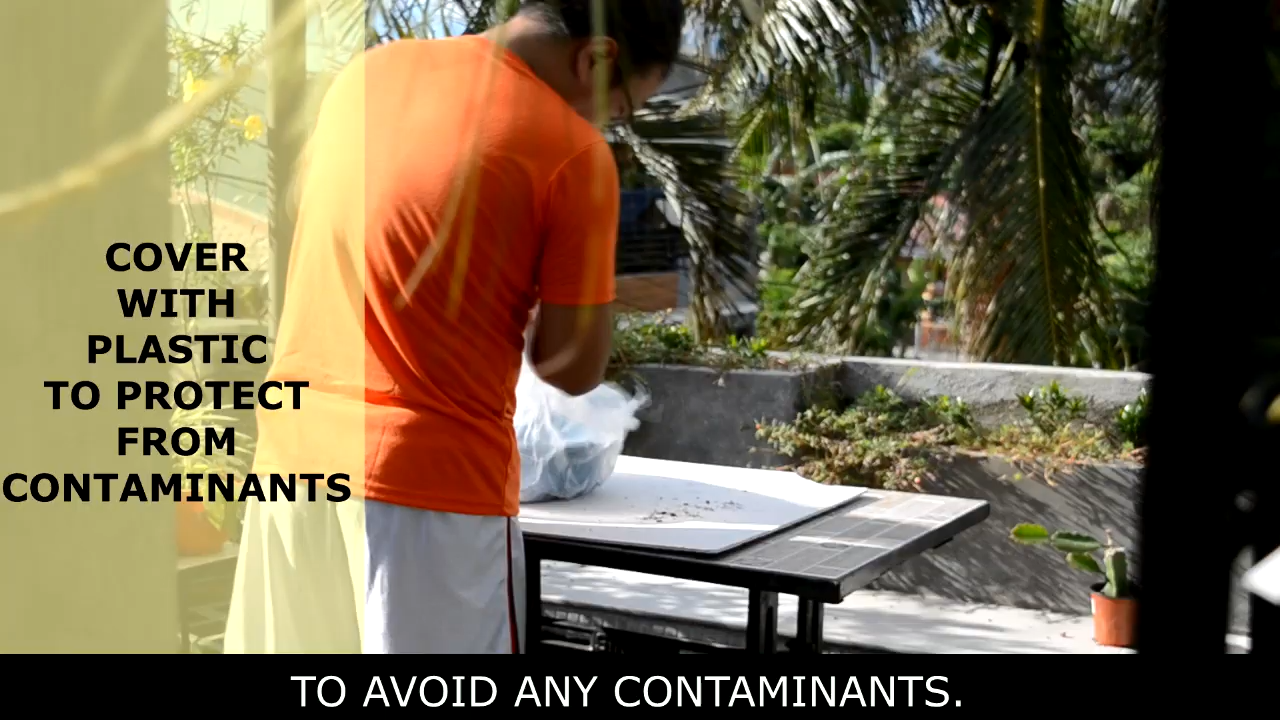 COVER
WITH
PLASTIC
TO PROTECT
FROM
CONTAMINANTS
TO AVOID ANY CONTAMINANTS.